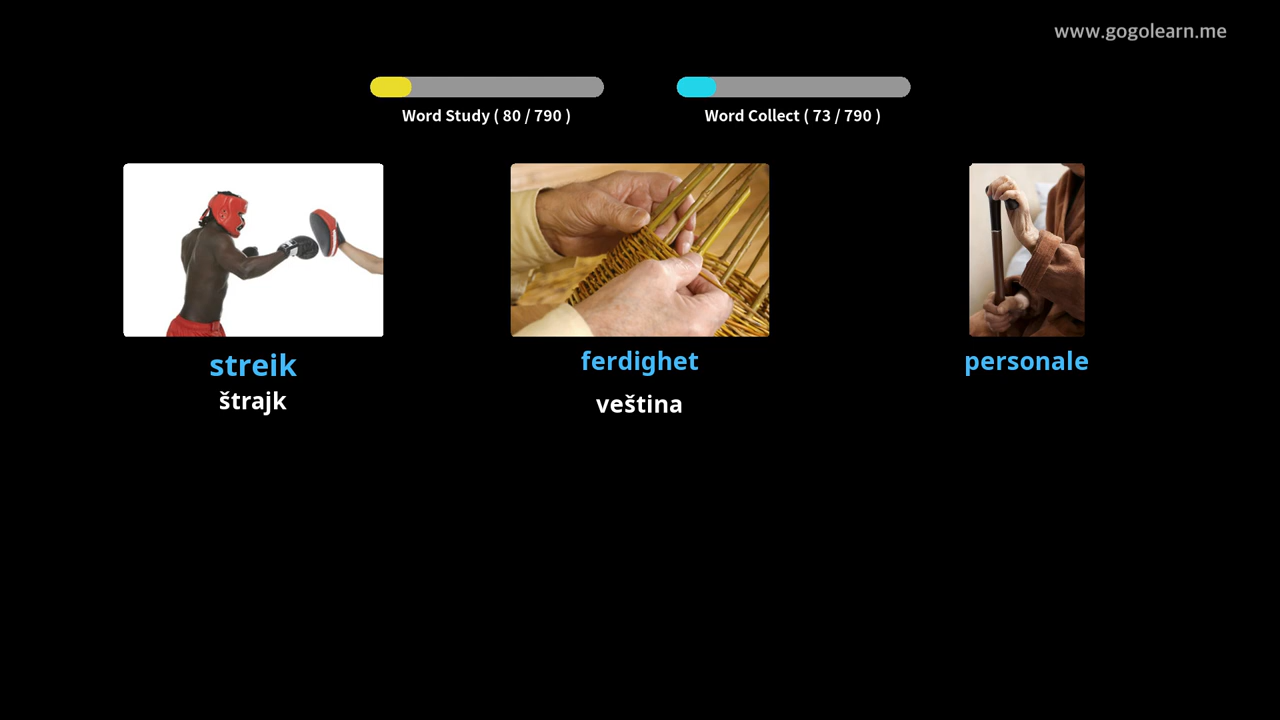 www.gogolearn.me
Word Study ( 80 / 790 )
Word Collect ( 73 / 790 )
streik
ferdighet
personale
štrajk
veština